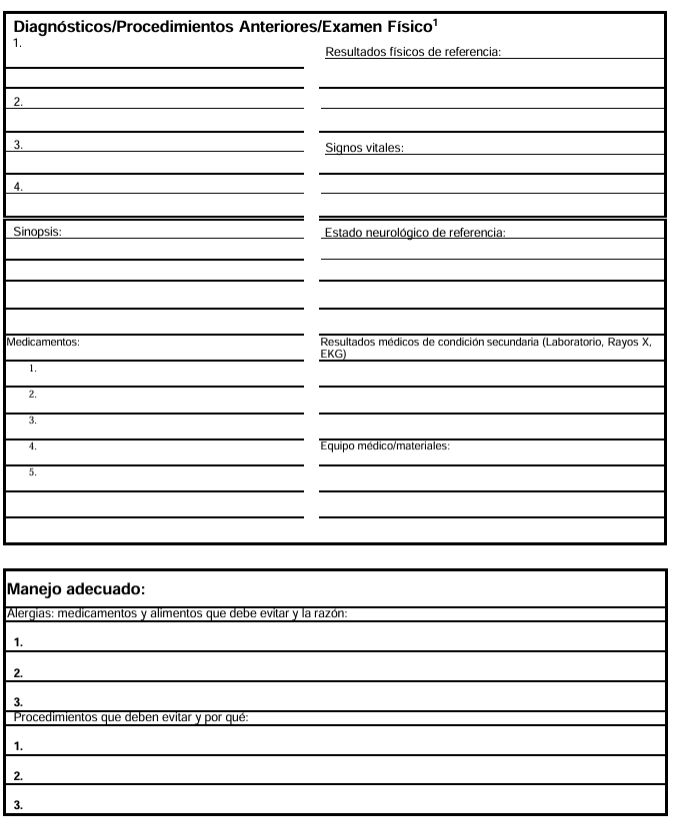 Diagnósticos/Procedimientos Anteriores/Examen Físico1
1.
2.
3.
4.
Resultados físicos de referencia:
Signos vitales:
Sinopsis:
Estado neurológico de referencia:
Medicamentos:
1.
2.
3.
4.
5.
Resultados médicos de condición secundaria (Laboratorio, Rayos X,
EKG)
Equipo médico/materiales:
Manejo adecuado:
Alergias: medicamentos y alimentos que debe evitar y la razón:
1.
2.
3.
Procedimientos que deben evitar y por qué:
1.
2.
3.